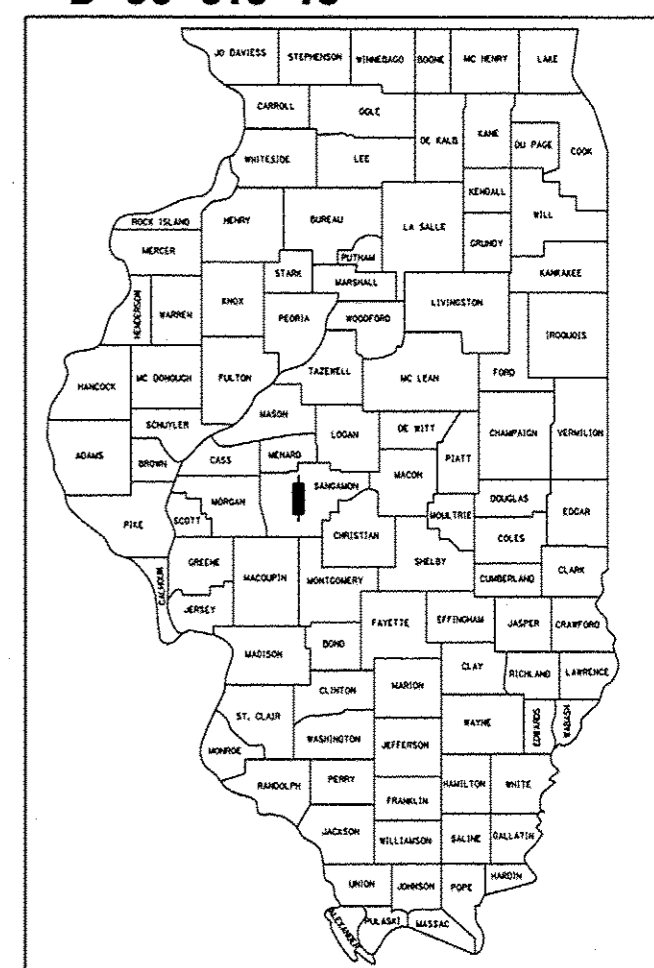 JO DAVIESS STEPHENSON WINNEBAGO BOONE MC HENRY LAKE
CARROLL OGLE DE KALB KANE DU PAGE COOK
WHITESIDE LEE KENDALL WILL
ROCK ISLAND HENRY BUREAU LA SALLE GRUNDY
MERCER PUTNAM KANKAKEE
STARK MARSHALL
HENDERSON WARREN KNOX PEORIA WOODFORD LIVINGSTON IROQUOIS
HANCOCK MC DONOUGH FULTON TAZEWELL MC LEAN FORD
MASON
SCHUYLER LOGAN DE WITT CHAMPAIGN VERMILION
ADAMS BROWN CASS MENARD PIATT
MACON
SANGAMON DOUGLAS
PIKE SCOTT MORGAN MOULTRIE EDGAR
CHRISTIAN COLES
GREENE SHELBY
CALHOUN MACOUPIN MONTGOMERY CUMBERLAND CLARK
JERSEY
FAYETTE EFFINGHAM JASPER CRAWFORD
MADISON BOND
CLAY RICHLAND LAWRENCE
CLINTON MARION
ST. CLAIR WAYNE EDWARDS WABASH
MONROE WASHINGTON JEFFERSON
RANDOLPH PERRY HAMILTON WHITE
FRANKLIN
JACKSON WILLIAMSON SALINE GALLATIN
UNION JOHNSON POPE HARDIN
ALEXANDER PULASKI MASSAC